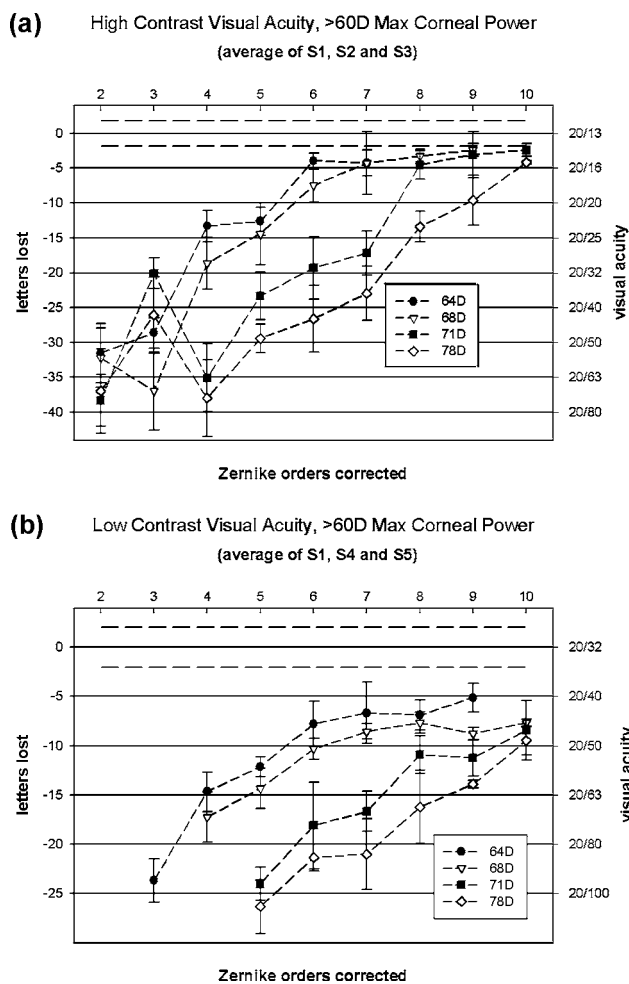 (a)
High Contrast Visual Acuity, >60D Max Corneal Power
(average of S1, S2 and S3)
2 3 4 5 6 7 8 9 10
0
-5
-10
-15
-20
-25
-30
-35
-40
letters lost
20/13
20/16
20/20
20/25
20/32
20/40
20/50
20/63
20/80
visual acuity
64D
68D
71D
78D
Zernike orders corrected
(b)
Low Contrast Visual Acuity, >60D Max Corneal Power
(average of S1, S4 and S5)
2 3 4 5 6 7 8 9 10
0
-5
-10
-15
-20
-25
letters lost
20/32
20/40
20/50
20/63
20/80
20/100
visual acuity
64D
68D
71D
78D
Zernike orders corrected